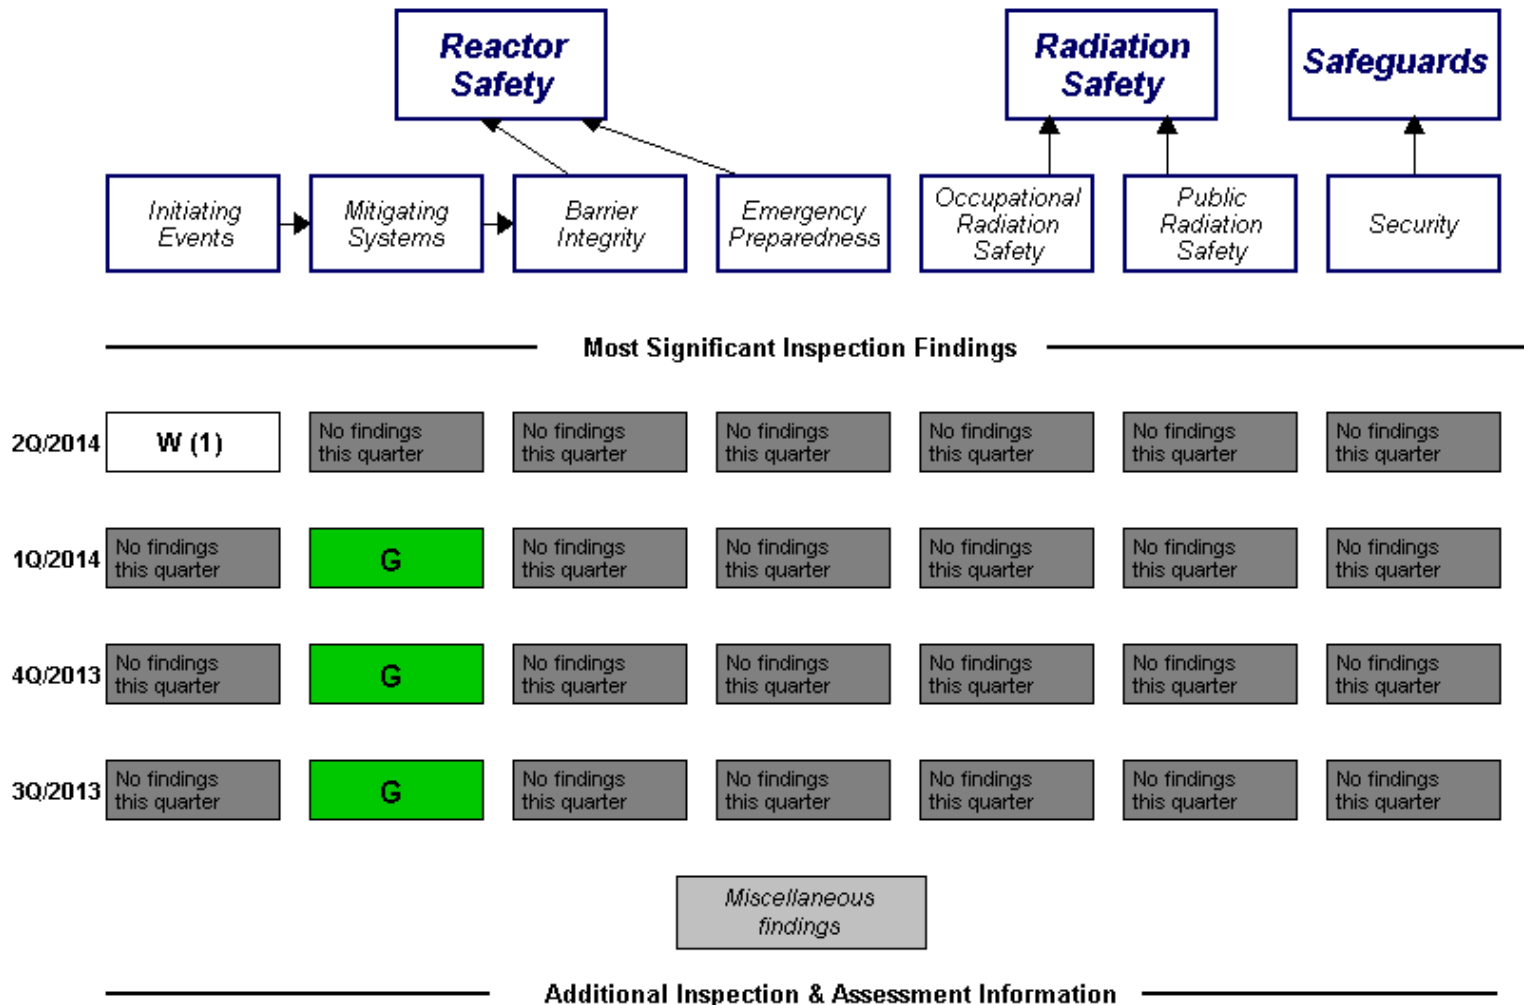 Reactor
Safety
Radiation
Safety
Safeguards
Initiating
Events
Mitigating
Systems
Barrier
Integrity
Emergency
Preparedness
Occupational
Radiation
Safety
Public
Radiation
Safety
Security
Most Significant Inspection Findings
2Q/2014
W (1)
No findings
this quarter
No findings
this quarter
No findings
this quarter
No findings
this quarter
No findings
this quarter
No findings
this quarter
1Q/2014
No findings
this quarter
G
No findings
this quarter
No findings
this quarter
No findings
this quarter
No findings
this quarter
No findings
this quarter
4Q/2013
No findings
this quarter
G
No findings
this quarter
No findings
this quarter
No findings
this quarter
No findings
this quarter
No findings
this quarter
3Q/2013
No findings
this quarter
G
No findings
this quarter
No findings
this quarter
No findings
this quarter
No findings
this quarter
No findings
this quarter
Miscellaneous
findings
Additional Inspection & Assessment Information